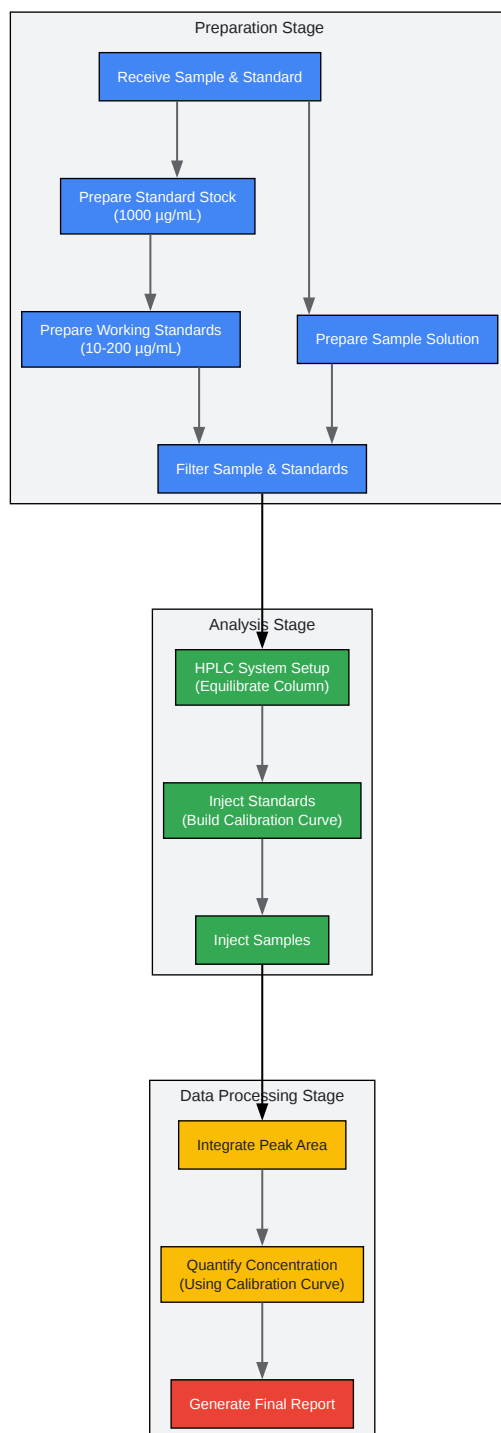 Preparation Stage
Receive Sample & Standard
Prepare Standard Stock
(1000 µg/mL)
Prepare Working Standards
(10-200 µg/mL)
Prepare Sample Solution
Filter Sample & Standards
Analysis Stage
HPLC System Setup
(Equilibrate Column)
Inject Standards
(Build Calibration Curve)
Inject Samples
Data Processing Stage
Integrate Peak Area
Quantify Concentration
(Using Calibration Curve)
Generate Final Report